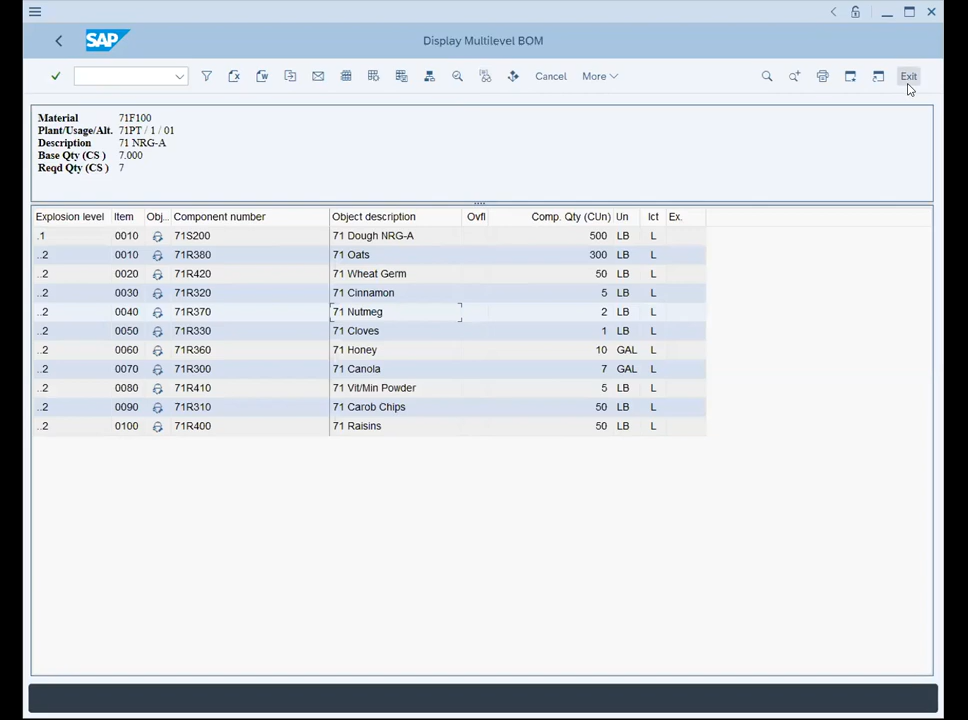 SAP
Display Multilevel BOM
Cancel More Exit
Material 71F100
Plant/Usage/Alt. 71PT / 1 / 01
Description 71 NRG-A
Base Qty (CS ) 7.000
Reqd Qty (CS ) 7
Explosion level Item Obj.. Component number Object description Ovfl Comp. Qty (CUn) Un Ict Ex.
.1 0010 71S200 71 Dough NRG-A 500 LB L
..2 0010 71R380 71 Oats 300 LB L
..2 0020 71R420 71 Wheat Germ 50 LB L
..2 0030 71R320 71 Cinnamon 5 LB L
..2 0040 71R370 71 Nutmeg 2 LB L
..2 0050 71R330 71 Cloves 1 LB L
..2 0060 71R360 71 Honey 10 GAL L
..2 0070 71R300 71 Canola 7 GAL L
..2 0080 71R410 71 Vit/Min Powder 5 LB L
..2 0090 71R310 71 Carob Chips 50 LB L
..2 0100 71R400 71 Raisins 50 LB L